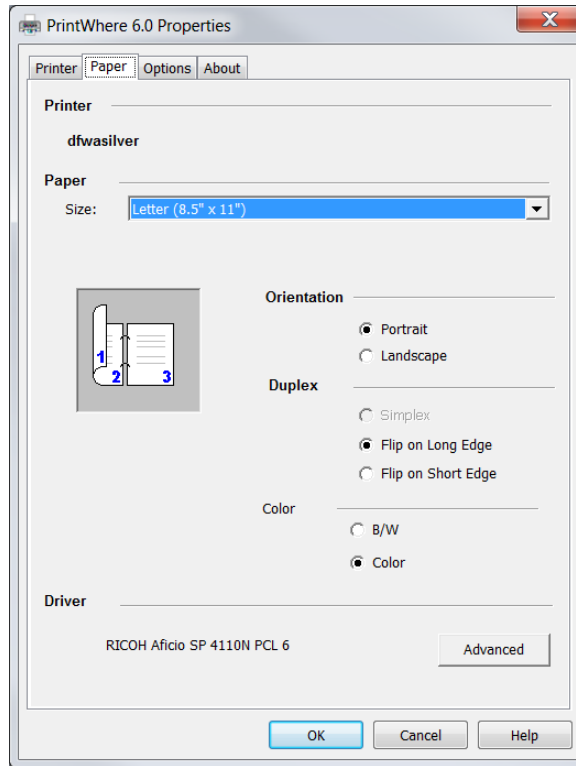 PrintWhere 6.0 Properties
X
Printer Paper Options About
Printer
dfwasilver
Paper
Size: Letter (8.5" x 11")
1 2 3
Orientation
Portrait
Landscape
Duplex
Simplex
Flip on Long Edge
Flip on Short Edge
Color
B/W
Color
Driver
RICOH Aficio SP 4110N PCL 6 Advanced
OK Cancel Help